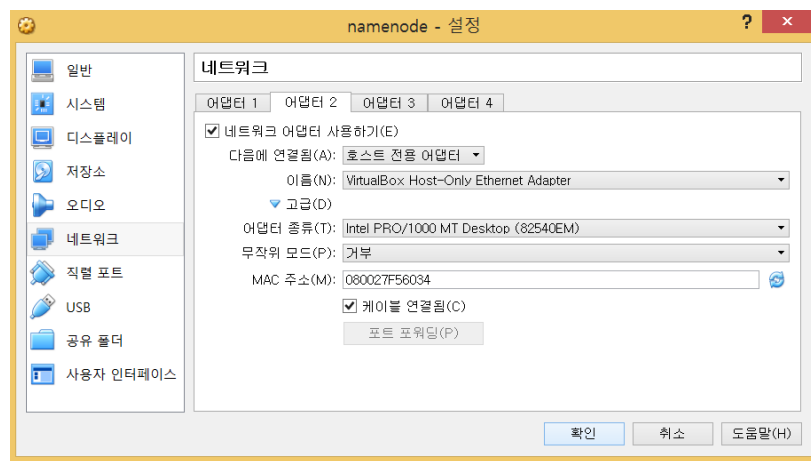 namenode - 설정
? ×
일반
시스템
디스플레이
저장소
오디오
네트워크
직렬 포트
USB
공유 폴더
사용자 인터페이스
네트워크
어댑터 1 어댑터 2 어댑터 3 어댑터 4
네트워크 어댑터 사용하기(E)
다음에 연결됨(A): 호스트 전용 어댑터
이름(N): VirtualBox Host-Only Ethernet Adapter
고급(D)
어댑터 종류(T): Intel PRO/1000 MT Desktop (82540EM)
무작위 모드(P): 거부
MAC 주소(M): 080027F56034
케이블 연결됨(C)
포트 포워딩(P)
확인 취소 도움말(H)